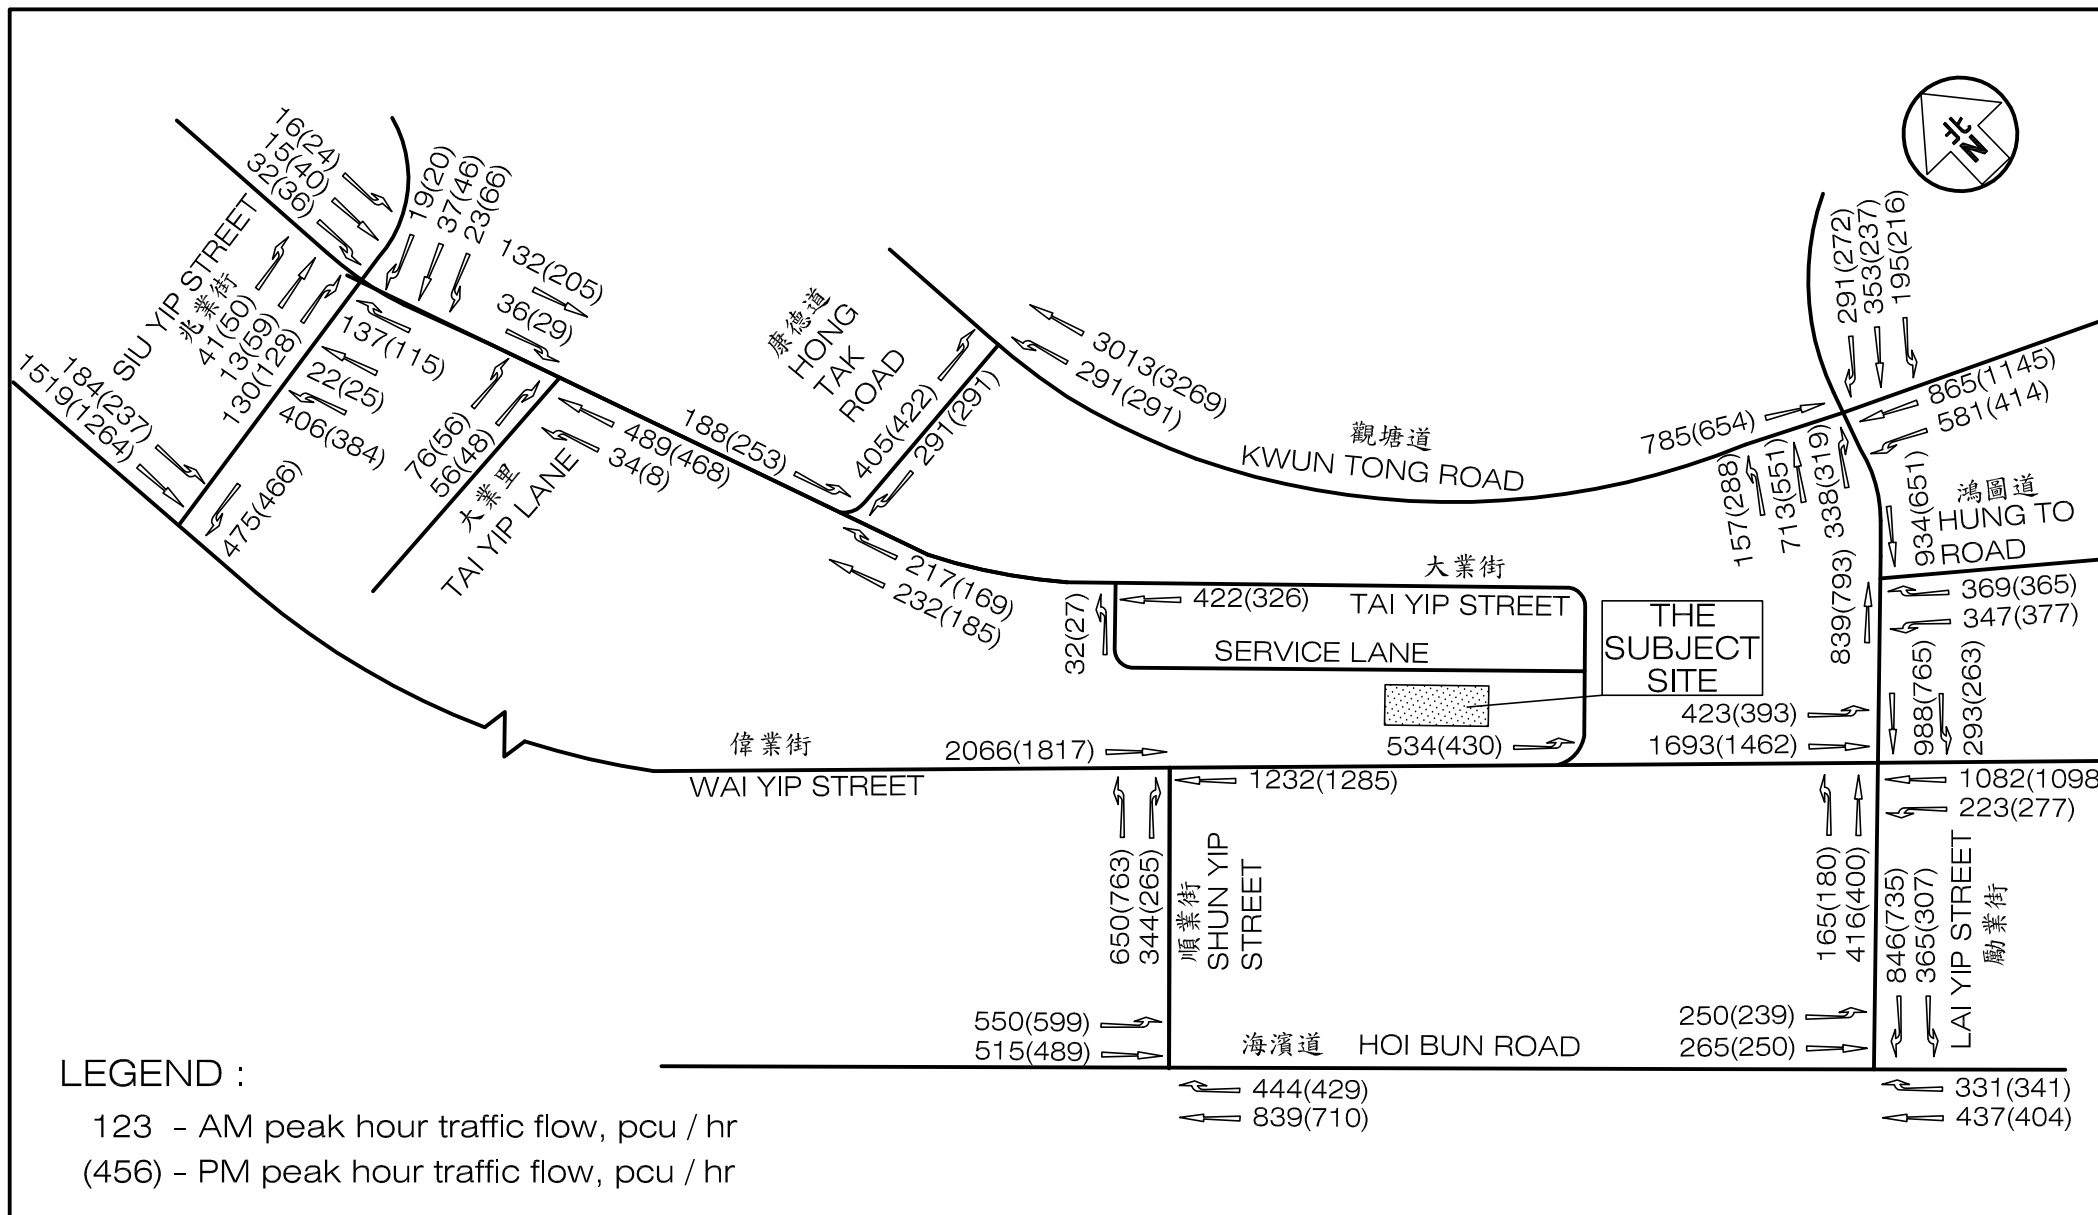 16(24)
15(40)
32(36)
19(20)
37(46)
23(66)
132(205)
36(29)
SIU YIP STREET
兆業街
41(50)
13(59)
130(128)
137(115)
22(25)
406(384)
184(237)
1519(1264)
475(466)
76(56)
56(48)
大業里
TAI YIP LANE
489(468)
34(8)
188(253)
康德道
HONG
TAK
ROAD
405(422)
291(291)
3013(3269)
291(291)
觀塘道
KWUN TONG ROAD
北
N
291(272)
353(237)
195(216)
785(654)
865(1145)
581(414)
157(288)
713(551)
338(319)
934(651)
鴻圖道
HUNG TO
ROAD
217(169)
232(185)
大業街
TAI YIP STREET
422(326)
32(27)
SERVICE LANE
THE
SUBJECT
SITE
839(793)
369(365)
347(377)
988(765)
293(263)
423(393)
1693(1462)
534(430)
偉業街
WAI YIP STREET
2066(1817)
1232(1285)
1082(1098
223(277)
650(763)
344(265)
順業街
SHUN YIP
STREET
165(180)
416(400)
846(735)
365(307)
LAI YIP STREET
勵業街
550(599)
515(489)
海濱道 HOI BUN ROAD
250(239)
265(250)
444(429)
839(710)
331(341)
437(404)
LEGEND :
123 - AM peak hour traffic flow, pcu / hr
(456) - PM peak hour traffic flow, pcu / hr